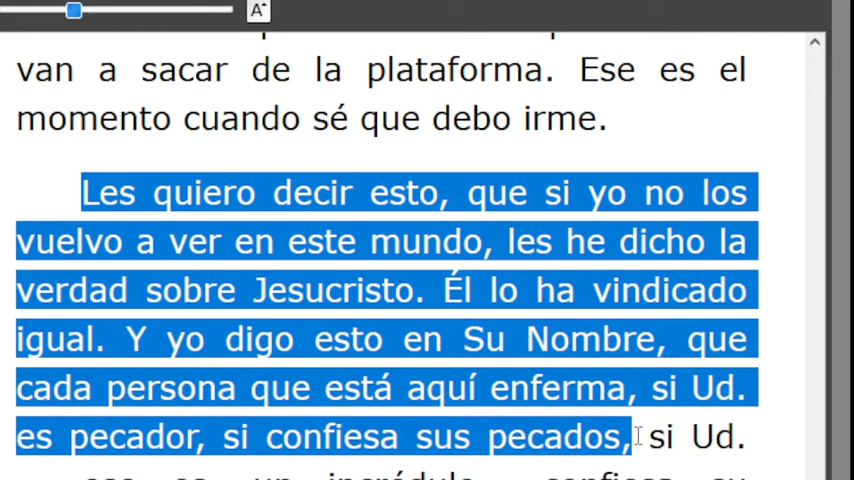 A
van a sacar de la plataforma. Ese es el
momento cuando sé que debo irme.
Les quiero decir esto, que si yo no los
vuelvo a ver en este mundo, les he dicho la
verdad sobre Jesucristo. Él lo ha vindicado
igual. Y yo digo esto en Su Nombre, que
cada persona que está aquí enferma, si Ud.
es pecador, si confiesa sus pecados, si Ud.